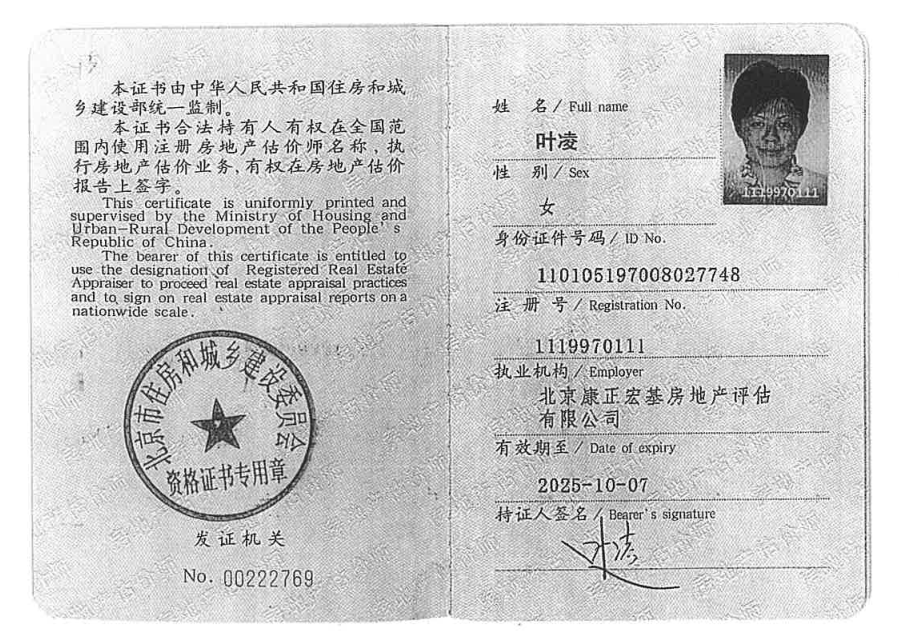 本证书由中华人民共和国住房和城
乡建设部统一监制。
本证书合法持有人有权在全国范
围内使用注册房地产估价师名称，执
行房地产估价业务，有权在房地产估价
报告上签字。
This certificate is uniformly printed and
supervised by the Ministry of Housing and
Urban-Rural Development of the People's
Republic of China.
The bearer of this certificate is entitled to
use the designation of Registered Real Estate
Appraiser to proceed real estate appraisal practices
and to sign on real estate appraisal reports on a
nationwide scale.
北京市住房和城乡建设委员会
资格证书专用章
发证机关
No. 00222769
姓 名/Full name
叶凌
性 别/Sex
女
身份证件号码/ID No.
110105197008027748
注 册 号/Registration No.
1119970111
执业机构/Employer
北京康正宏基房地产评估
有限公司
有效期至/Date of expiry
2025-10-07
持证人签名/Bearer's signature
叶凌
1119970111